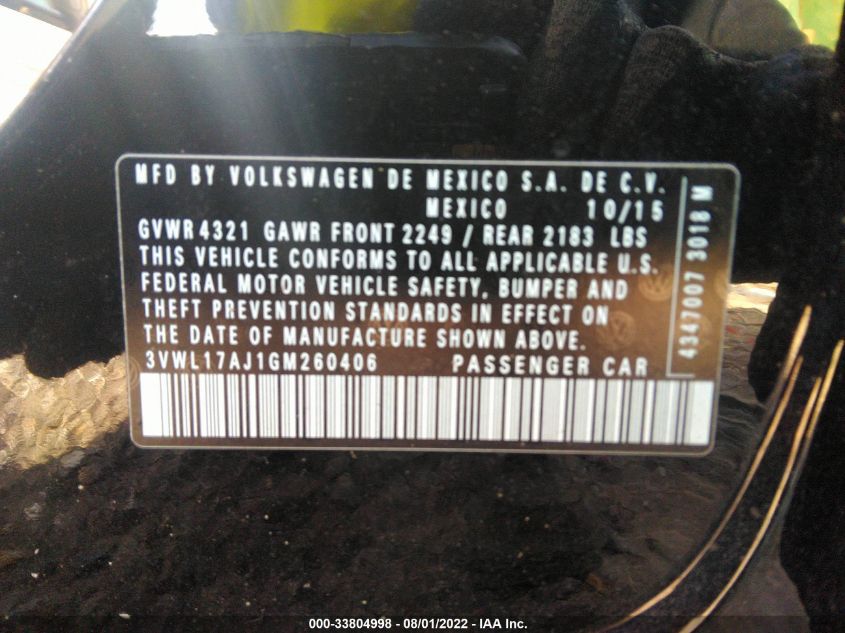 MFD BY VOLKSWAGEN DE MEXICO S.A. DE C.V.
MEXICO 10/15
GVWR 4321 GAWR FRONT 2249 / REAR 2183 LBS
THIS VEHICLE CONFORMS TO ALL APPLICABLE U.S.
FEDERAL MOTOR VEHICLE SAFETY, BUMPER AND
THEFT PREVENTION STANDARDS IN EFFECT ON
THE DATE OF MANUFACTURE SHOWN ABOVE.
3VWL17AJ1GM260406 PASSENGER CAR
4347007 3018 M
000-33804998 - 08/01/2022 - IAA Inc.